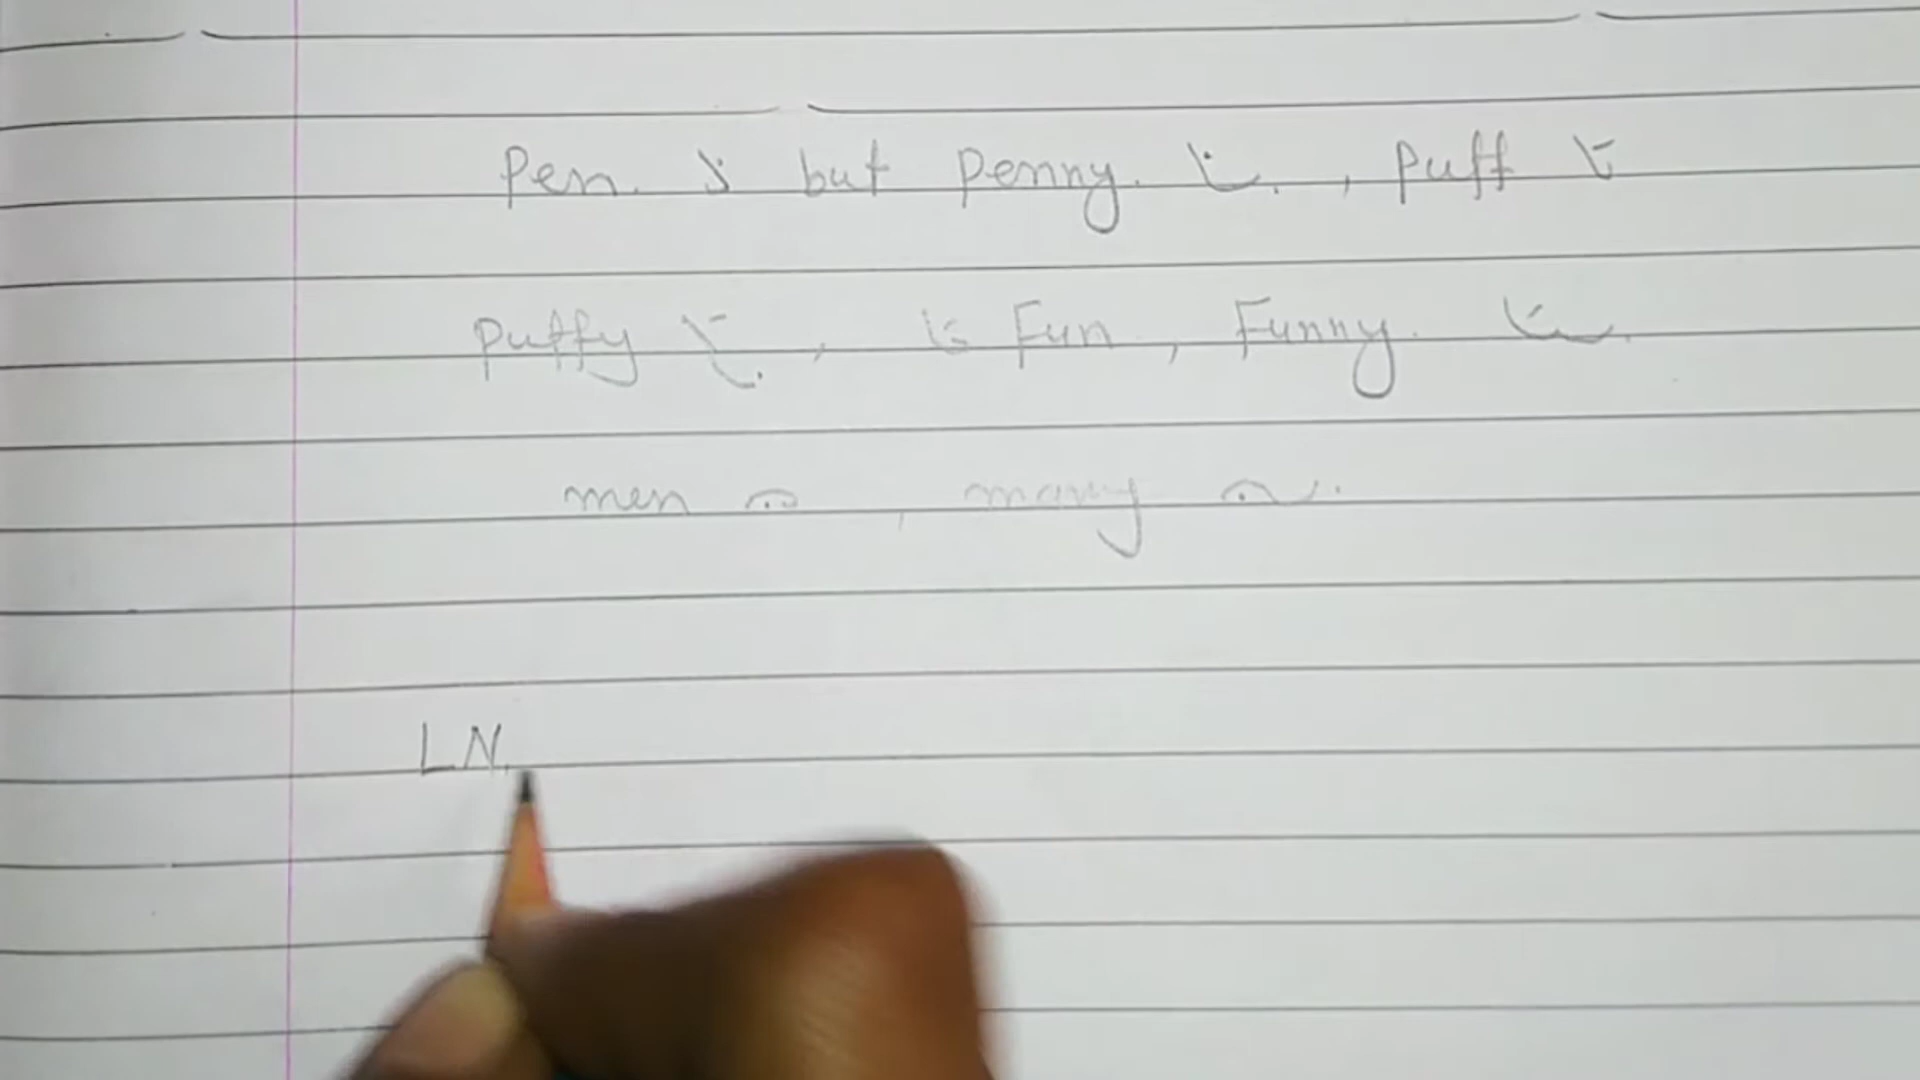 Pen. but Penny. , Puff
Puffy , is Fun , Funny.
men , many
LN.